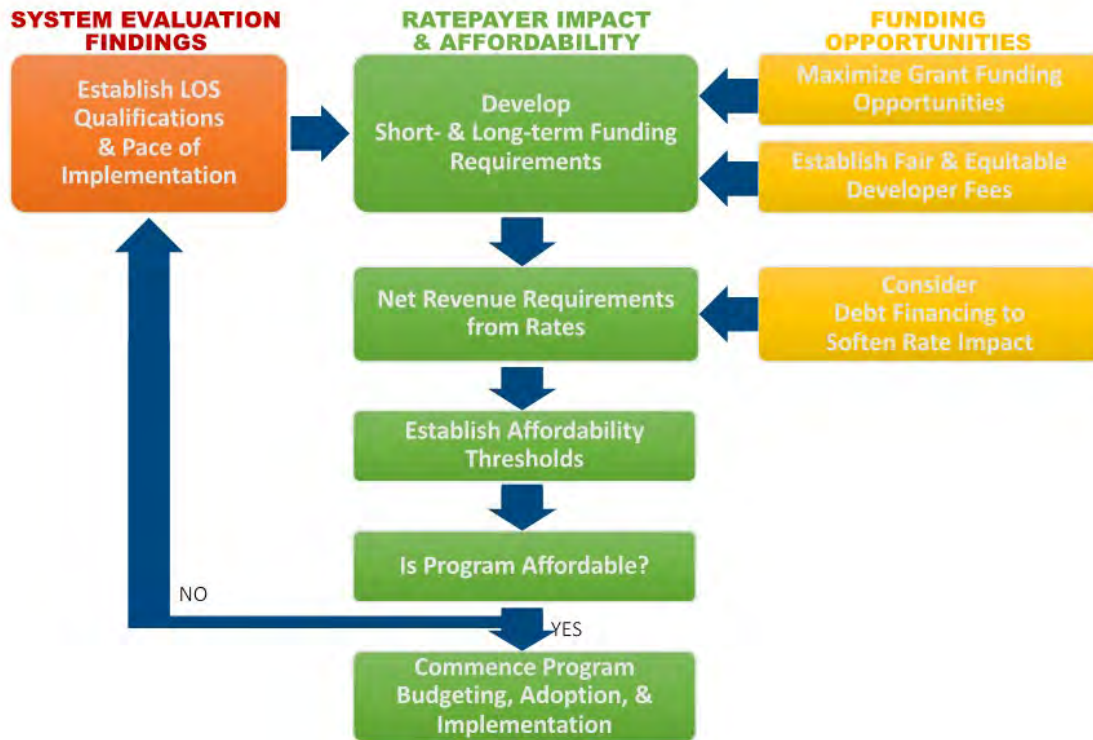 SYSTEM EVALUATION
FINDINGS
Establish LOS
Qualifications
& Pace of
Implementation
RATEPAYER IMPACT
& AFFORDABILITY
Develop
Short- & Long-term Funding
Requirements
FUNDING
OPPORTUNITIES
Maximize Grant Funding
Opportunities
Establish Fair & Equitable
Developer Fees
Net Revenue Requirements
from Rates
Consider
Debt Financing to
Soften Rate Impact
Establish Affordability
Thresholds
Is Program Affordable?
NO
YES
Commence Program
Budgeting, Adoption, &
Implementation